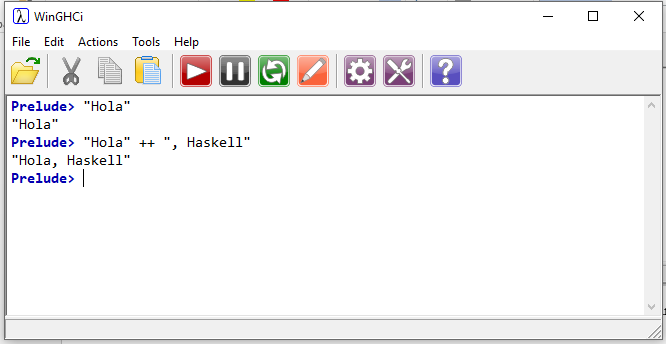 WinGHCi
File Edit Actions Tools Help
Prelude> "Hola"
"Hola"
Prelude> "Hola" ++ ", Haskell"
"Hola, Haskell"
Prelude>